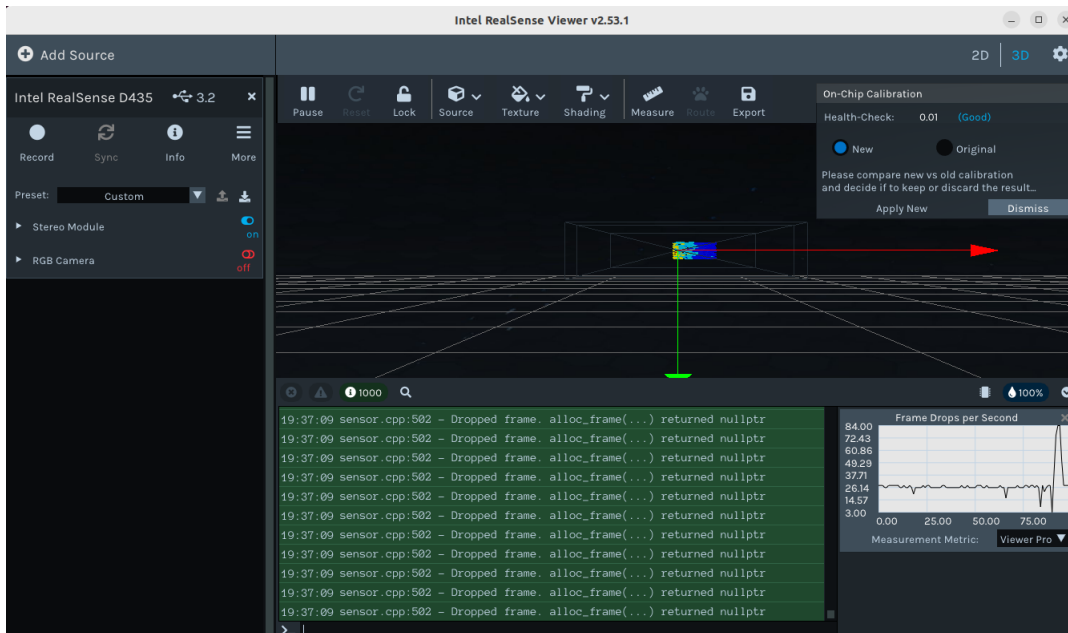 Intel RealSense Viewer v2.53.1
Add Source
2D 3D
Intel RealSense D435 3.2
Record Sync Info More
Preset: Custom
Stereo Module
on
RGB Camera
off
Pause Reset Lock Source Texture Shading Measure Route Export
On-Chip Calibration
Health-Check: 0.01 (Good)
New Original
Please compare new vs old calibration
and decide if to keep or discard the result...
Apply New Dismiss
1000
100%
19:37:09 sensor.cpp:502 - Dropped frame. alloc_frame(...) returned nullptr
19:37:09 sensor.cpp:502 - Dropped frame. alloc_frame(...) returned nullptr
19:37:09 sensor.cpp:502 - Dropped frame. alloc_frame(...) returned nullptr
19:37:09 sensor.cpp:502 - Dropped frame. alloc_frame(...) returned nullptr
19:37:09 sensor.cpp:502 - Dropped frame. alloc_frame(...) returned nullptr
19:37:09 sensor.cpp:502 - Dropped frame. alloc_frame(...) returned nullptr
19:37:09 sensor.cpp:502 - Dropped frame. alloc_frame(...) returned nullptr
19:37:09 sensor.cpp:502 - Dropped frame. alloc_frame(...) returned nullptr
19:37:09 sensor.cpp:502 - Dropped frame. alloc_frame(...) returned nullptr
19:37:09 sensor.cpp:502 - Dropped frame. alloc_frame(...) returned nullptr
19:37:09 sensor.cpp:502 - Dropped frame. alloc_frame(...) returned nullptr
Frame Drops per Second
84.00
72.43
60.86
49.29
37.71
26.14
14.57
3.00
0.00 25.00 50.00 75.00
Measurement Metric: Viewer Pro